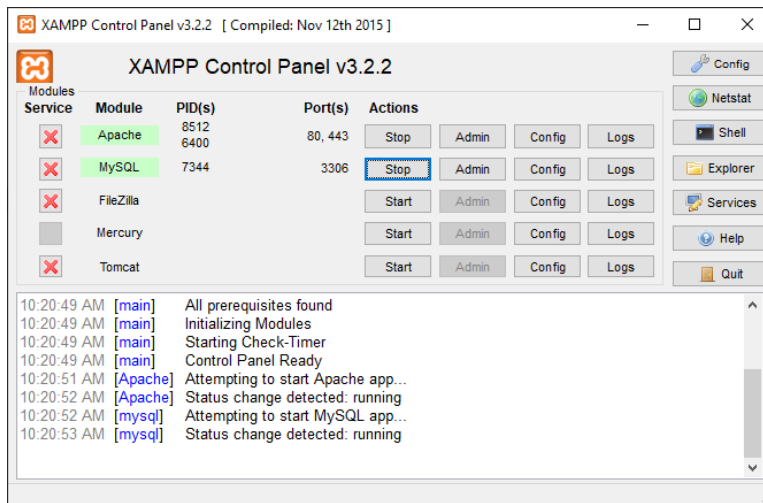 XAMPP Control Panel v3.2.2 [ Compiled: Nov 12th 2015 ]
XAMPP Control Panel v3.2.2
Config
Netstat
Shell
Explorer
Services
Help
Quit
Modules
Service Module PID(s) Port(s) Actions
Apache 8512 6400 80, 443 Stop Admin Config Logs
MySQL 7344 3306 Stop Admin Config Logs
FileZilla Start Admin Config Logs
Mercury Start Admin Config Logs
Tomcat Start Admin Config Logs
10:20:49 AM [main] All prerequisites found
10:20:49 AM [main] Initializing Modules
10:20:49 AM [main] Starting Check-Timer
10:20:49 AM [main] Control Panel Ready
10:20:51 AM [Apache] Attempting to start Apache app...
10:20:52 AM [Apache] Status change detected: running
10:20:52 AM [mysql] Attempting to start MySQL app...
10:20:53 AM [mysql] Status change detected: running